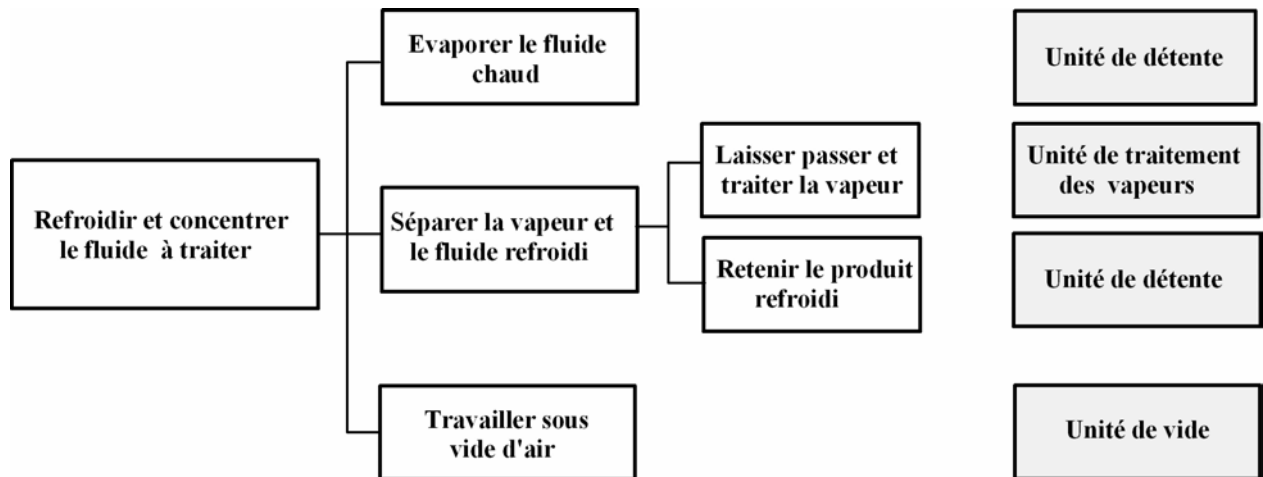 Evaporer le fluide
chaud
Unité de détente
Laisser passer et
traiter la vapeur
Unité de traitement
des vapeurs
Refroidir et concentrer
le fluide à traiter
Séparer la vapeur et
le fluide refroidi
Retenir le produit
refroidi
Unité de détente
Travailler sous
vide d'air
Unité de vide